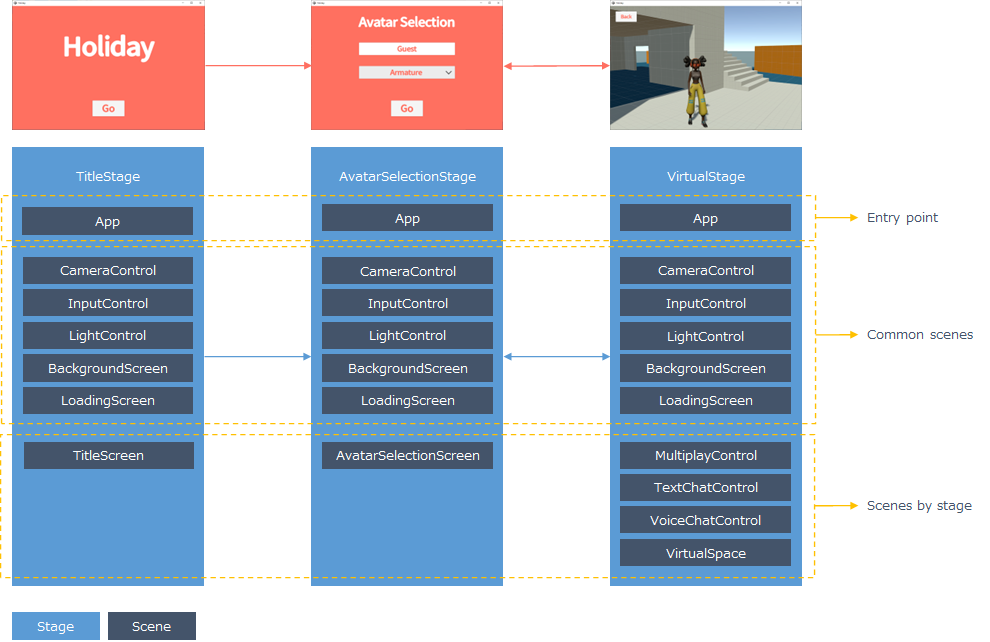 Holiday
Go
Avatar Selection
Guest
Armature
Go
Back
TitleStage
AvatarSelectionStage
VirtualStage
App
App
App
Entry point
CameraControl
CameraControl
CameraControl
InputControl
InputControl
InputControl
LightControl
LightControl
LightControl
Common scenes
BackgroundScreen
BackgroundScreen
BackgroundScreen
LoadingScreen
LoadingScreen
LoadingScreen
TitleScreen
AvatarSelectionScreen
MultiplayControl
TextChatControl
VoiceChatControl
VirtualSpace
Scenes by stage
Stage
Scene